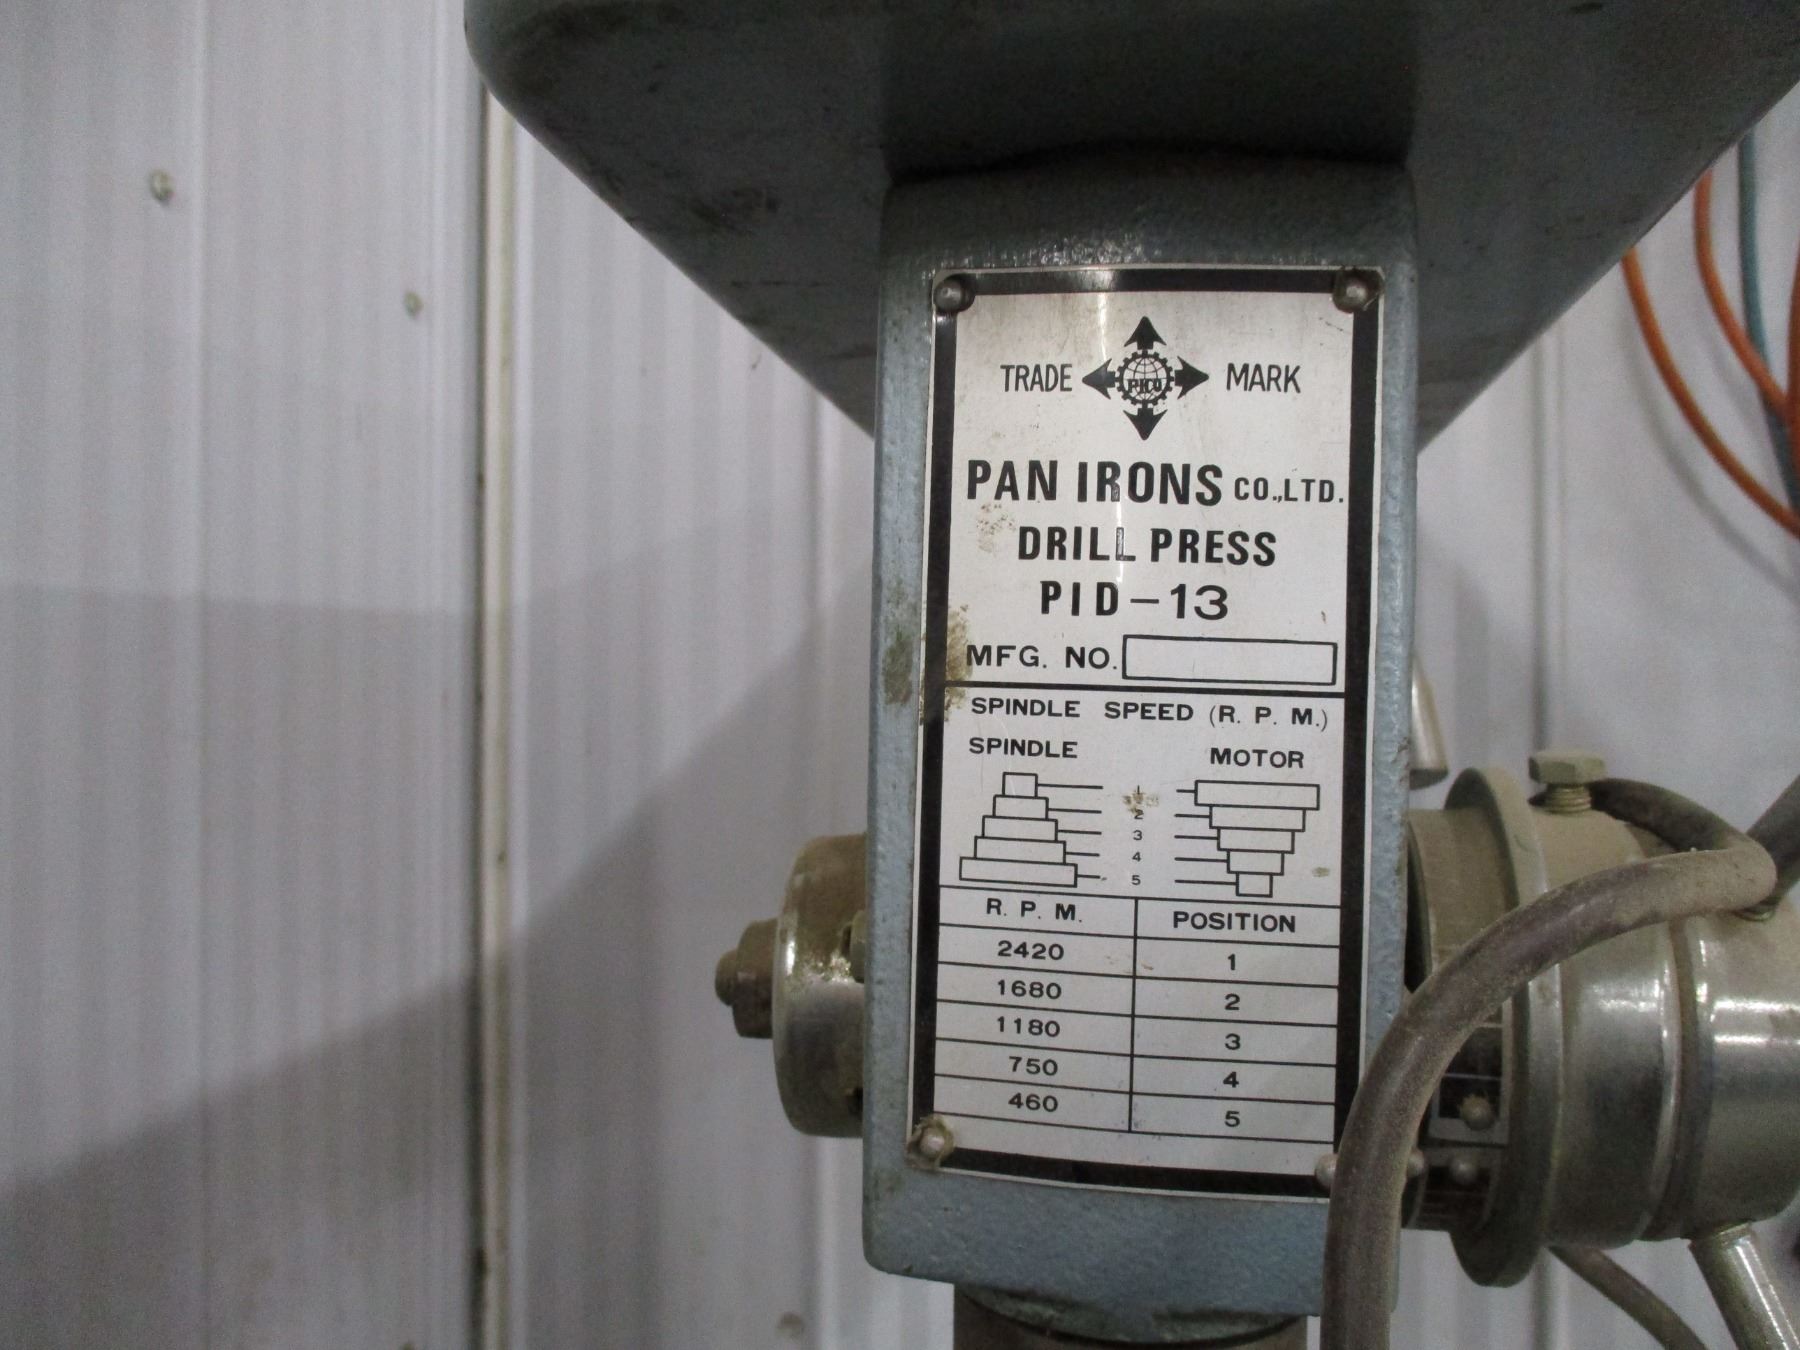 TRADE PICO MARK
PAN IRONS CO.,LTD.
DRILL PRESS
PID-13
MFG. NO.
SPINDLE SPEED (R. P. M.)
SPINDLE MOTOR
1
2
3
4
5
R. P. M. POSITION
2420 1
1680 2
1180 3
750 4
460 5